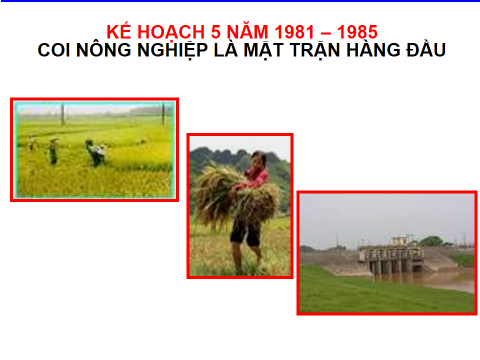 KẾ HOẠCH 5 NĂM 1981 – 1985
COI NÔNG NGHIỆP LÀ MẶT TRẬN HÀNG ĐẦU